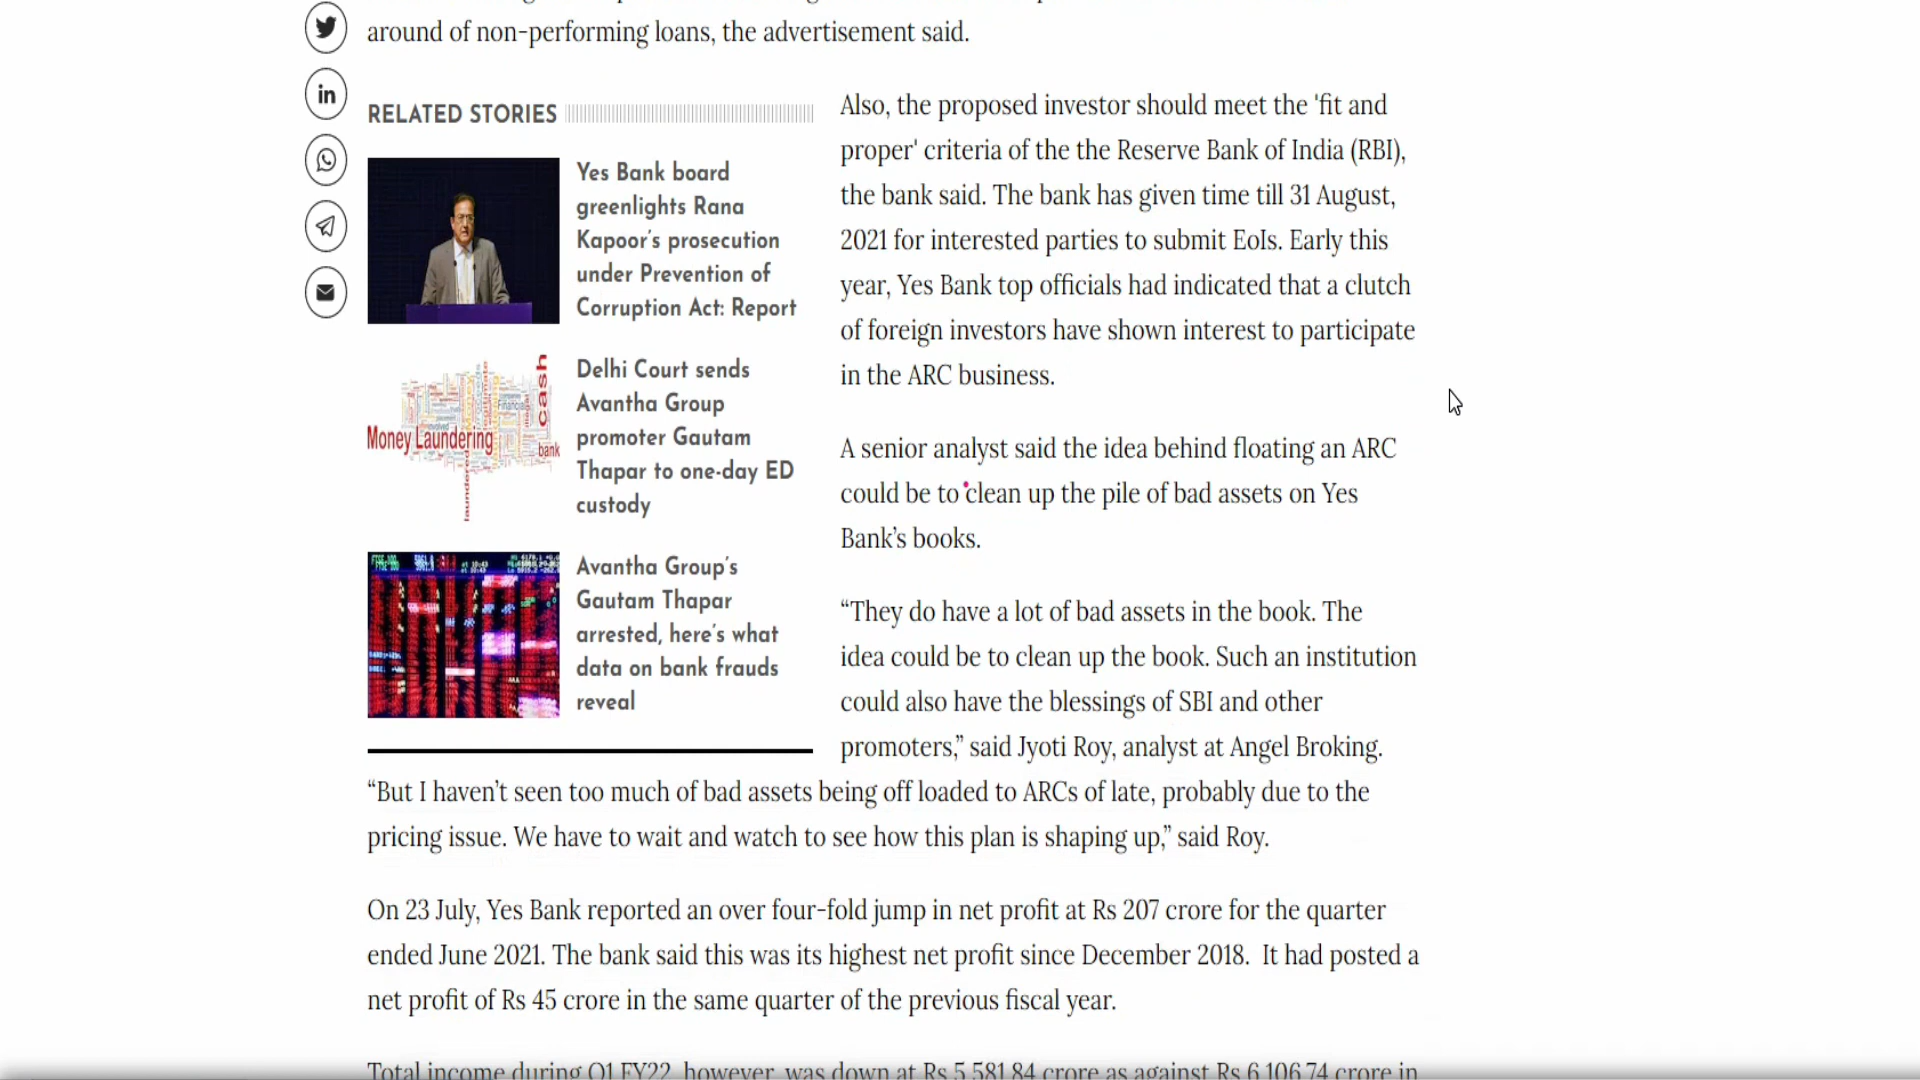 around of non-performing loans, the advertisement said.
RELATED STORIES
Yes Bank board
greenlights Rana
Kapoor's prosecution
under Prevention of
Corruption Act: Report
Money Laundering
cash
bank
Financial
Delhi Court sends
Avantha Group
promoter Gautam
Thapar to one-day ED
custody
Avantha Group's
Gautam Thapar
arrested, here's what
data on bank frauds
reveal
Also, the proposed investor should meet the 'fit and
proper' criteria of the the Reserve Bank of India (RBI),
the bank said. The bank has given time till 31 August,
2021 for interested parties to submit EoIs. Early this
year, Yes Bank top officials had indicated that a clutch
of foreign investors have shown interest to participate
in the ARC business.
A senior analyst said the idea behind floating an ARC
could be to clean up the pile of bad assets on Yes
Bank’s books.
“They do have a lot of bad assets in the book. The
idea could be to clean up the book. Such an institution
could also have the blessings of SBI and other
promoters,” said Jyoti Roy, analyst at Angel Broking.
“But I haven’t seen too much of bad assets being off loaded to ARCs of late, probably due to the
pricing issue. We have to wait and watch to see how this plan is shaping up,” said Roy.
On 23 July, Yes Bank reported an over four-fold jump in net profit at Rs 207 crore for the quarter
ended June 2021. The bank said this was its highest net profit since December 2018. It had posted a
net profit of Rs 45 crore in the same quarter of the previous fiscal year.
Total income during Q1 FY22, however, was down at Rs 5,581.84 crore as against Rs 6,106.74 crore in